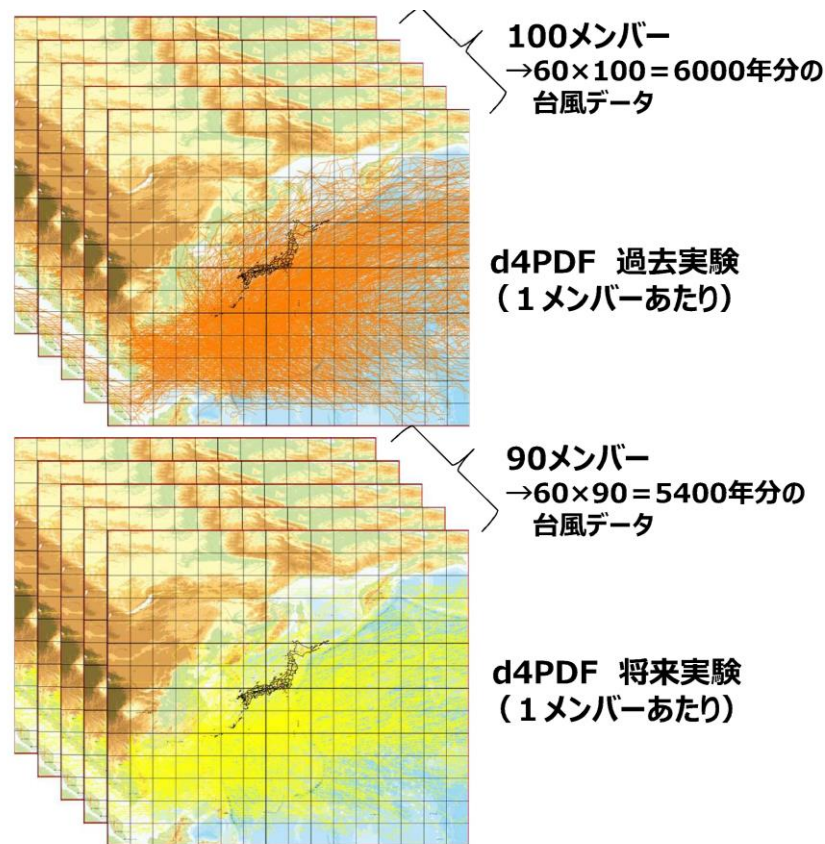 100メンバー
→60×100＝6000年分の
台風データ
d4PDF 過去実験
（１メンバーあたり）
90メンバー
→60×90＝5400年分の
台風データ
d4PDF 将来実験
（１メンバーあたり）